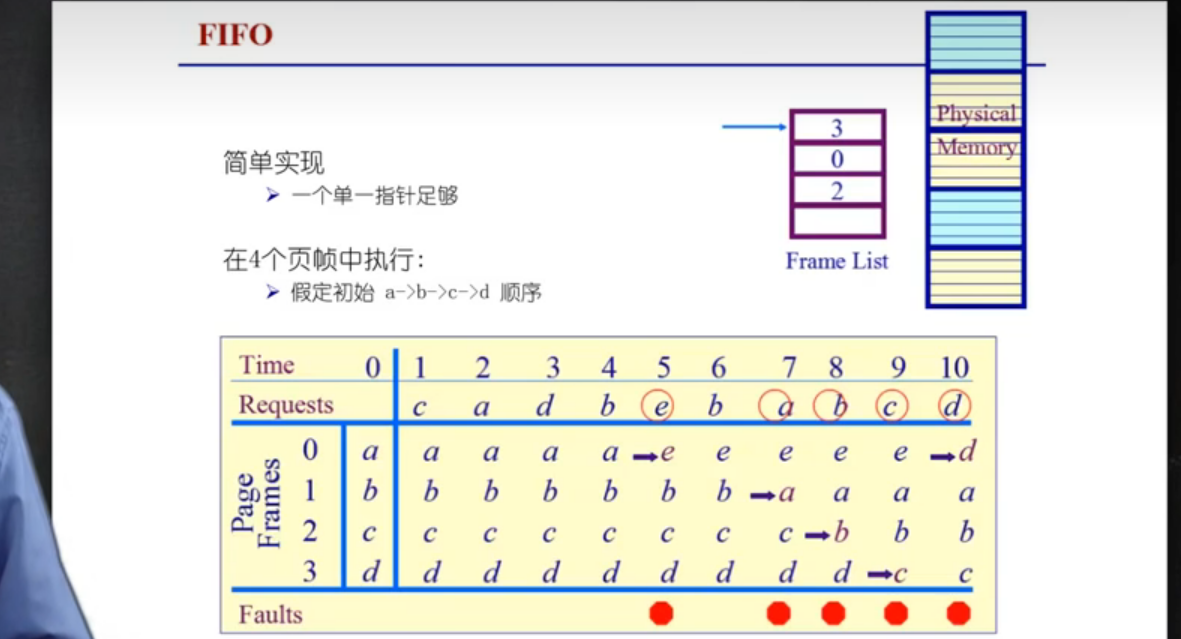 FIFO
3
0
2
Frame List
Physical
Memory
简单实现
➢ 一个单一指针足够
在4个页帧中执行：
➢ 假定初始 a->b->c->d 顺序
Time 0 1 2 3 4 5 6 7 8 9 10
Requests c a d b e b a b c d
Page
Frames
0 a a a a a ➡e e e e e ➡d
1 b b b b b b b ➡a a a a
2 c c c c c c c c ➡b b b
3 d d d d d d d d d ➡c c
Faults